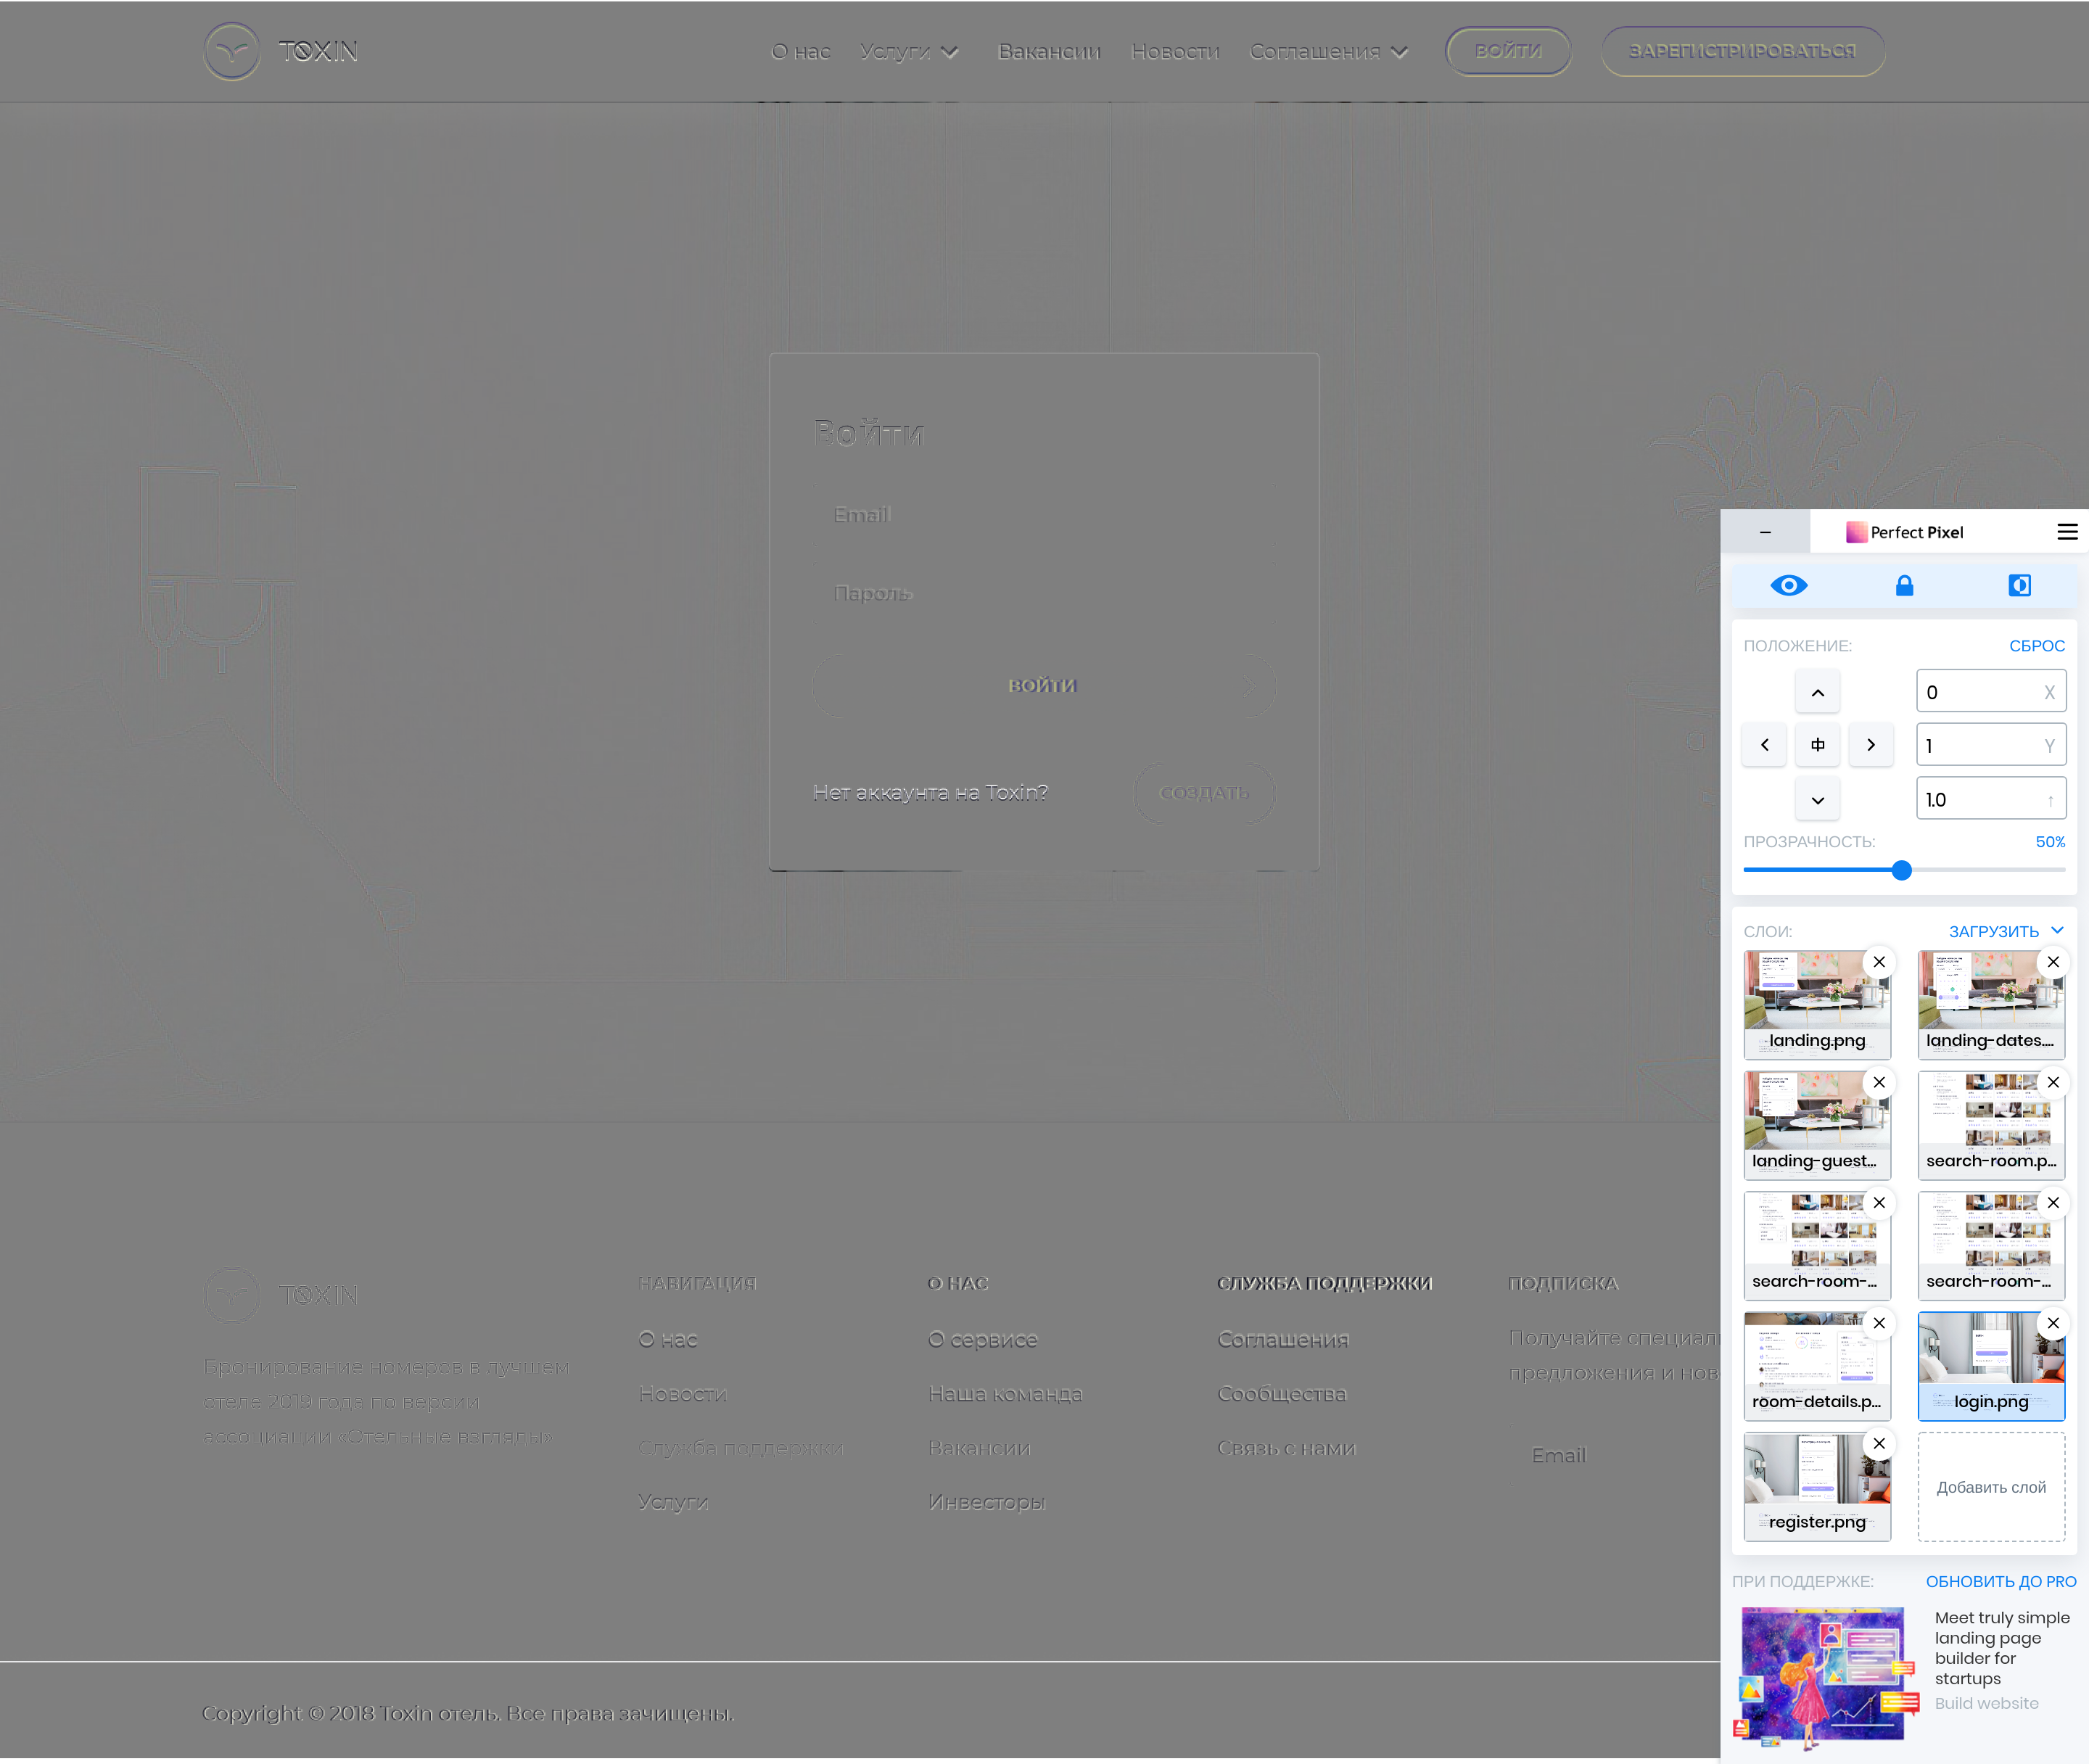 TOXIN
О нас
Услуги
Вакансии
Новости
Соглашения
ВОЙТИ
ЗАРЕГИСТРИРОВАТЬСЯ
Войти
Email
Пароль
ВОЙТИ
Нет аккаунта на Toxin?
СОЗДАТЬ
TOXIN
Бронирование номеров в лучшем
отеле 2019 года по версии
ассоциации «Отельные взгляды»
НАВИГАЦИЯ
О нас
Новости
Служба поддержки
Услуги
О НАС
О сервисе
Наша команда
Вакансии
Инвесторы
СЛУЖБА ПОДДЕРЖКИ
Соглашения
Сообщества
Связь с нами
ПОДПИСКА
Получайте специал
предложения и нов
Email
Copyright © 2018 Toxin отель. Все права зачищены.
Perfect Pixel
ПОЛОЖЕНИЕ:
СБРОС
0 X
1 Y
1.0 ↑
ПРОЗРАЧНОСТЬ:
50%
СЛОИ:
ЗАГРУЗИТЬ
landing.png
landing-dates....
landing-guest...
search-room.p...
search-room-...
search-room-...
room-details.p...
login.png
register.png
Добавить слой
ПРИ ПОДДЕРЖКЕ:
ОБНОВИТЬ ДО PRO
Meet truly simple
landing page
builder for
startups
Build website